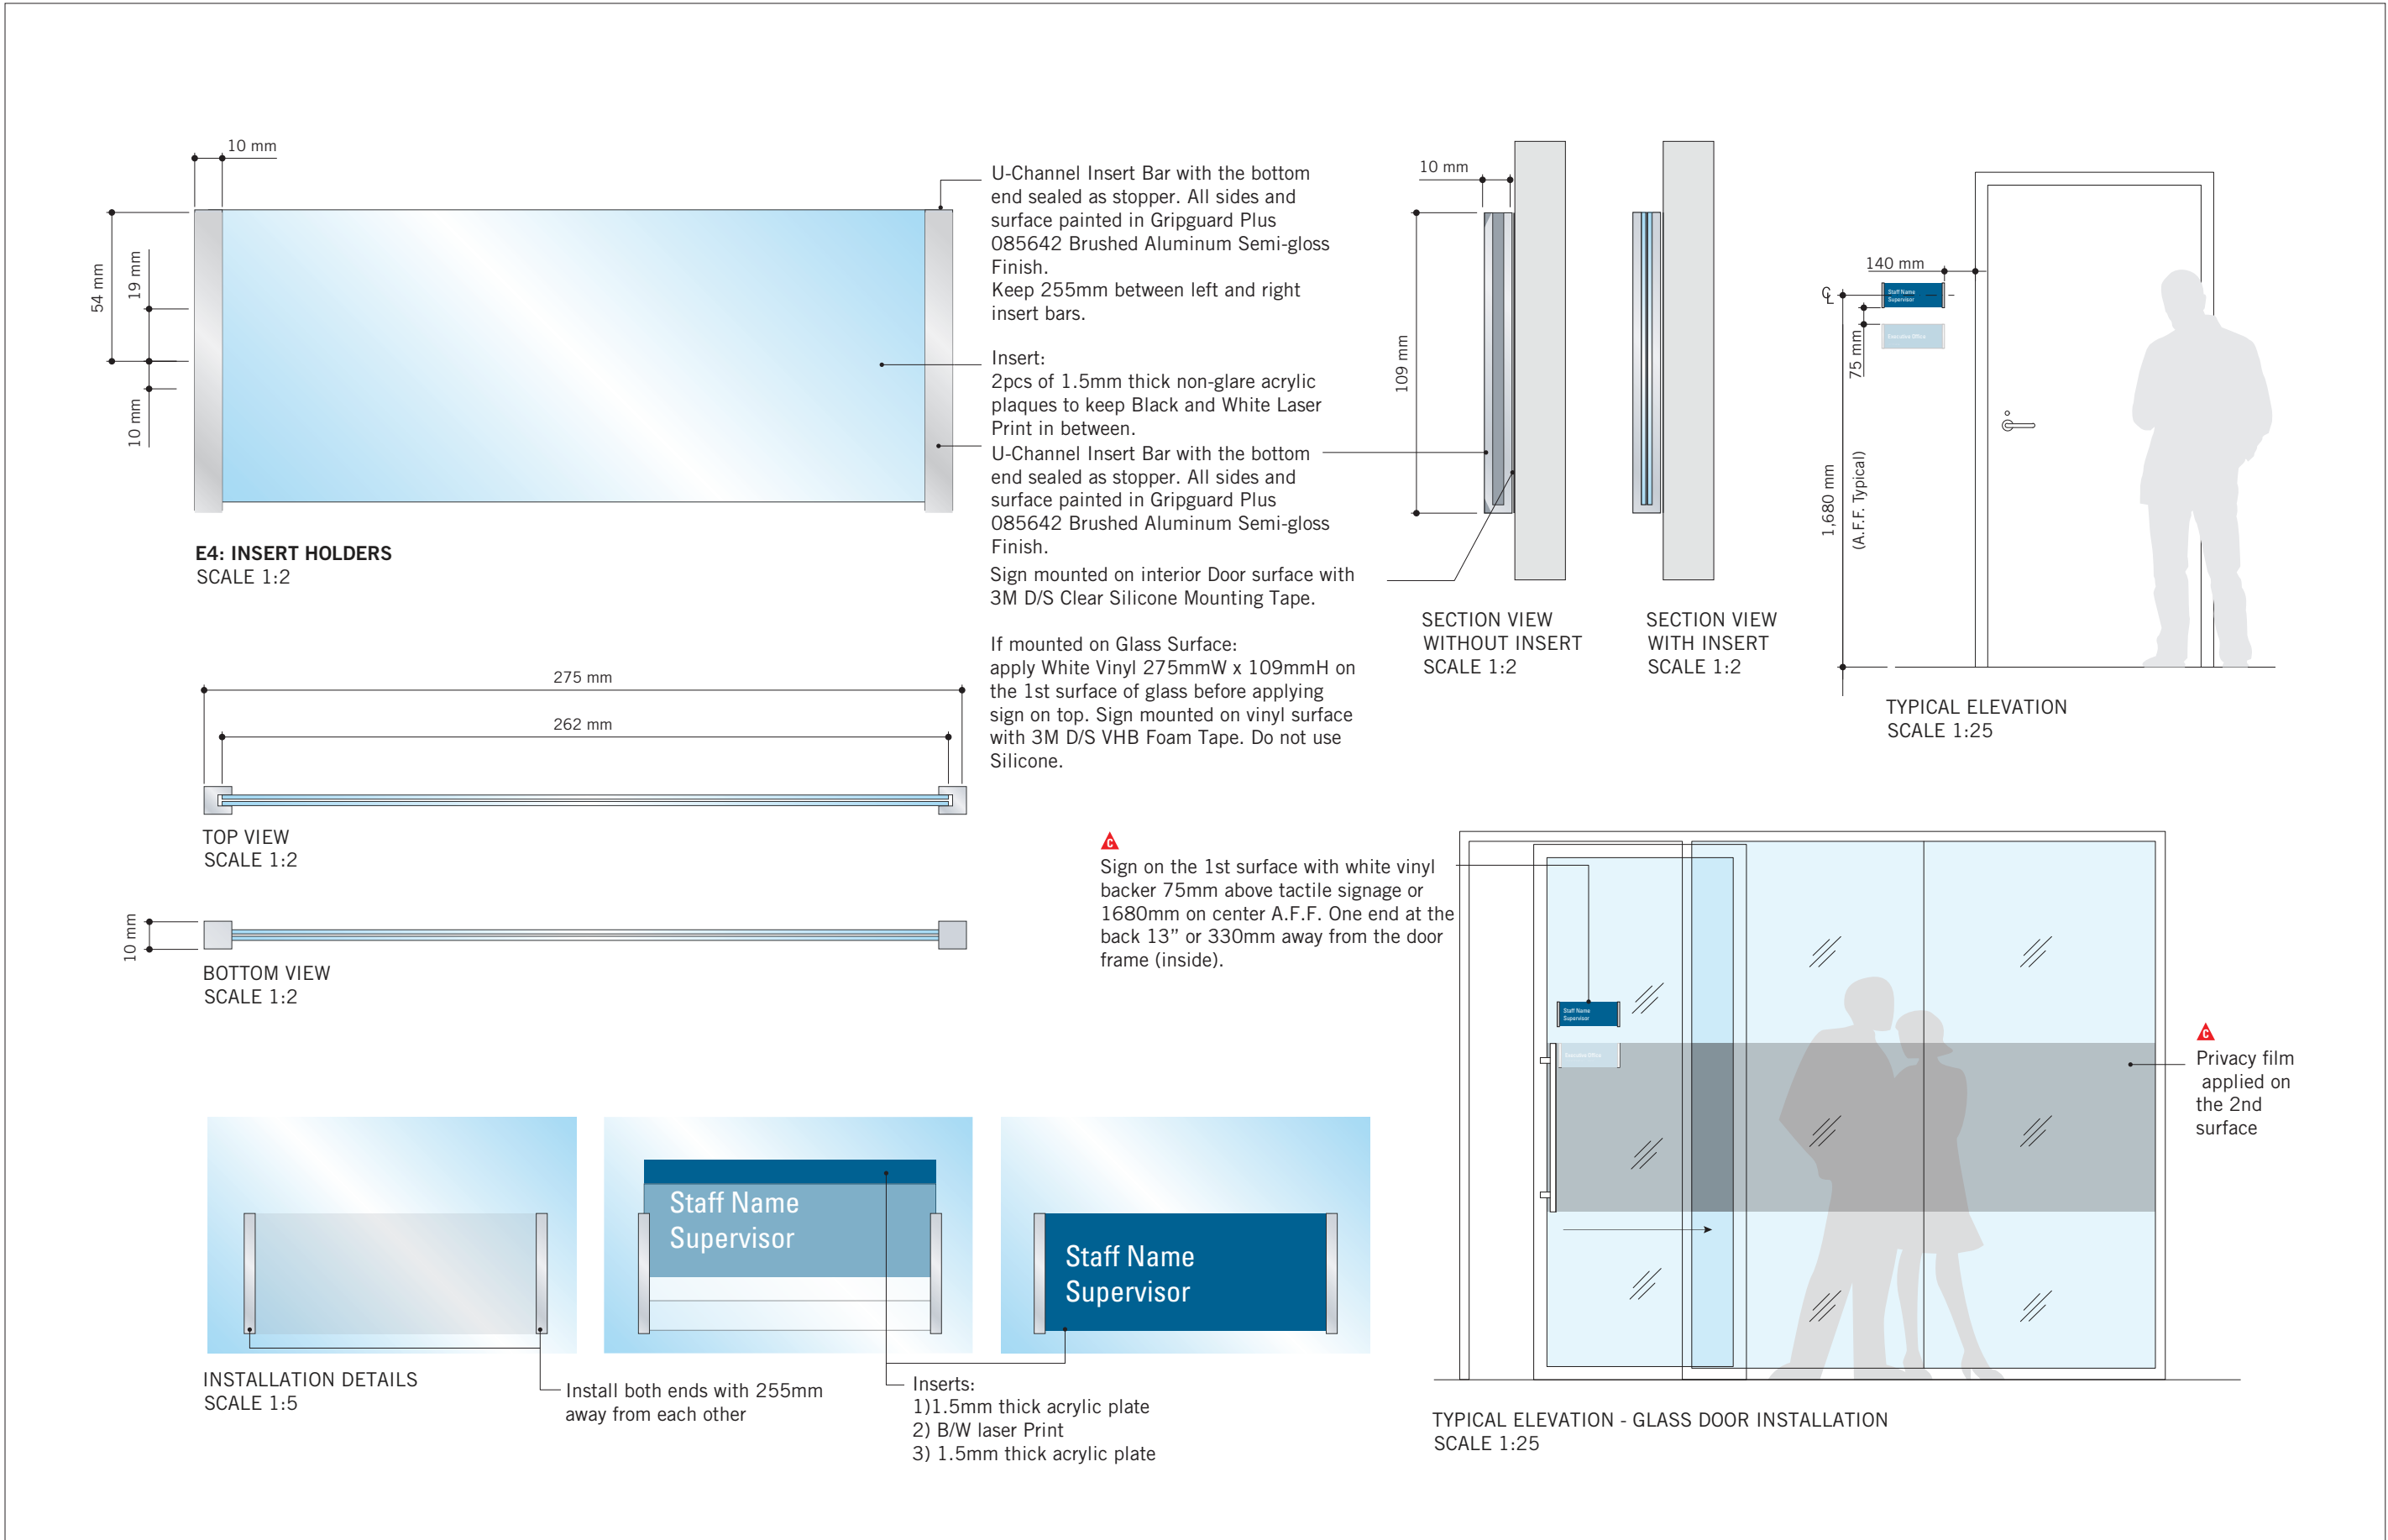 10 mm
54 mm
19 mm
10 mm
U-Channel Insert Bar with the bottom
end sealed as stopper. All sides and
surface painted in Gripguard Plus
085642 Brushed Aluminum Semi-gloss
Finish.
Keep 255mm between left and right
insert bars.
Insert:
2pcs of 1.5mm thick non-glare acrylic
plaques to keep Black and White Laser
Print in between.
U-Channel Insert Bar with the bottom
end sealed as stopper. All sides and
surface painted in Gripguard Plus
085642 Brushed Aluminum Semi-gloss
Finish.
Sign mounted on interior Door surface with
3M D/S Clear Silicone Mounting Tape.
If mounted on Glass Surface:
apply White Vinyl 275mmW x 109mmH on
the 1st surface of glass before applying
sign on top. Sign mounted on vinyl surface
with 3M D/S VHB Foam Tape. Do not use
Silicone.
E4: INSERT HOLDERS
SCALE 1:2
10 mm
109 mm
SECTION VIEW
WITHOUT INSERT
SCALE 1:2
SECTION VIEW
WITH INSERT
SCALE 1:2
140 mm
CL
Staff Name
Supervisor
Executive Office
75 mm
1,680 mm
(A.F.F. Typical)
TYPICAL ELEVATION
SCALE 1:25
275 mm
262 mm
TOP VIEW
SCALE 1:2
10 mm
BOTTOM VIEW
SCALE 1:2
C
Sign on the 1st surface with white vinyl
backer 75mm above tactile signage or
1680mm on center A.F.F. One end at the
back 13” or 330mm away from the door
frame (inside).
Staff Name
Supervisor
Executive Office
C
Privacy film
applied on
the 2nd
surface
TYPICAL ELEVATION - GLASS DOOR INSTALLATION
SCALE 1:25
Staff Name
Supervisor
Staff Name
Supervisor
INSTALLATION DETAILS
SCALE 1:5
Install both ends with 255mm
away from each other
Inserts:
1)1.5mm thick acrylic plate
2) B/W laser Print
3) 1.5mm thick acrylic plate